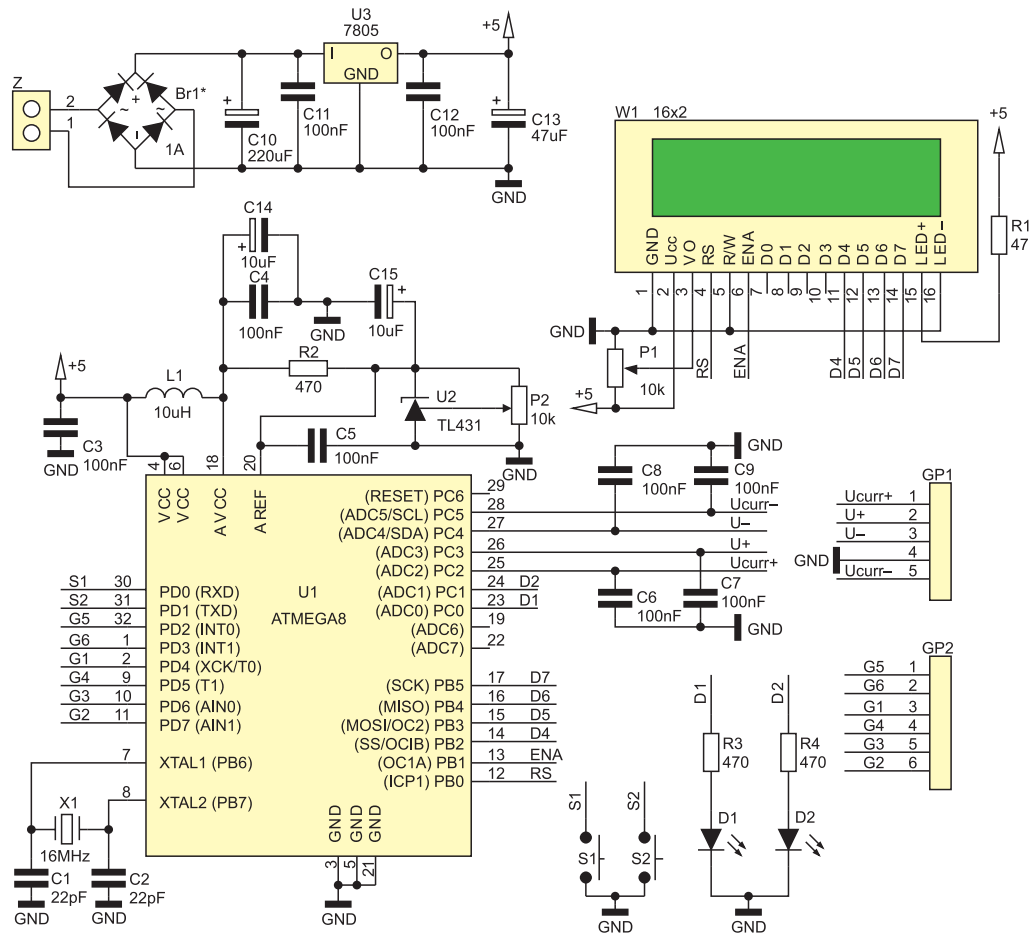 U3
7805
+5
Z
2
1
Br1*
1A
+
~
~
I
O
GND
+
C10
220uF
C11
100nF
C12
100nF
+
C13
47uF
GND
W1 16x2
+5
R1
47
GND
Ucc
VO
RS
R/W
ENA
D0
D1
D2
D3
D4
D5
D6
D7
LED+
LED–
1
2
3
4
5
6
7
8
9
10
11
12
13
14
15
16
GND
P1
10k
+5
RS
ENA
D4
D5
D6
D7
C14
+
10uF
C4
100nF
GND
C15
+
10uF
R2
470
+5
L1
10uH
C3
100nF
GND
U2
TL431
P2
10k
C5
100nF
GND
4
6
18
20
VCC
VCC
AVCC
AREF
U1
ATMEGA8
S1 30 PD0 (RXD)
S2 31 PD1 (TXD)
G5 32 PD2 (INT0)
G6 1 PD3 (INT1)
G1 2 PD4 (XCK/T0)
G4 9 PD5 (T1)
G3 10 PD6 (AIN0)
G2 11 PD7 (AIN1)
7 XTAL1 (PB6)
8 XTAL2 (PB7)
(RESET) PC6 29
(ADC5/SCL) PC5 28 Ucurr–
(ADC4/SDA) PC4 27 U–
(ADC3) PC3 26 U+
(ADC2) PC2 25 Ucurr+
(ADC1) PC1 24 D2
(ADC0) PC0 23 D1
(ADC6) 19
(ADC7) 22
(SCK) PB5 17 D7
(MISO) PB4 16 D6
(MOSI/OC2) PB3 15 D5
(SS/OCIB) PB2 14 D4
(OC1A) PB1 13 ENA
(ICP1) PB0 12 RS
GND
GND
GND
3
5
21
GND
X1
16MHz
C1
22pF
GND
C2
22pF
GND
C8
100nF
C9
100nF
GND
C6
100nF
C7
100nF
GND
GP1
Ucurr+ 1
U+ 2
U– 3
GND 4
Ucurr– 5
GP2
G5 1
G6 2
G1 3
G4 4
G3 5
G2 6
S1
S2
S1
S2
GND
D1
D2
R3
470
R4
470
D1
D2
GND